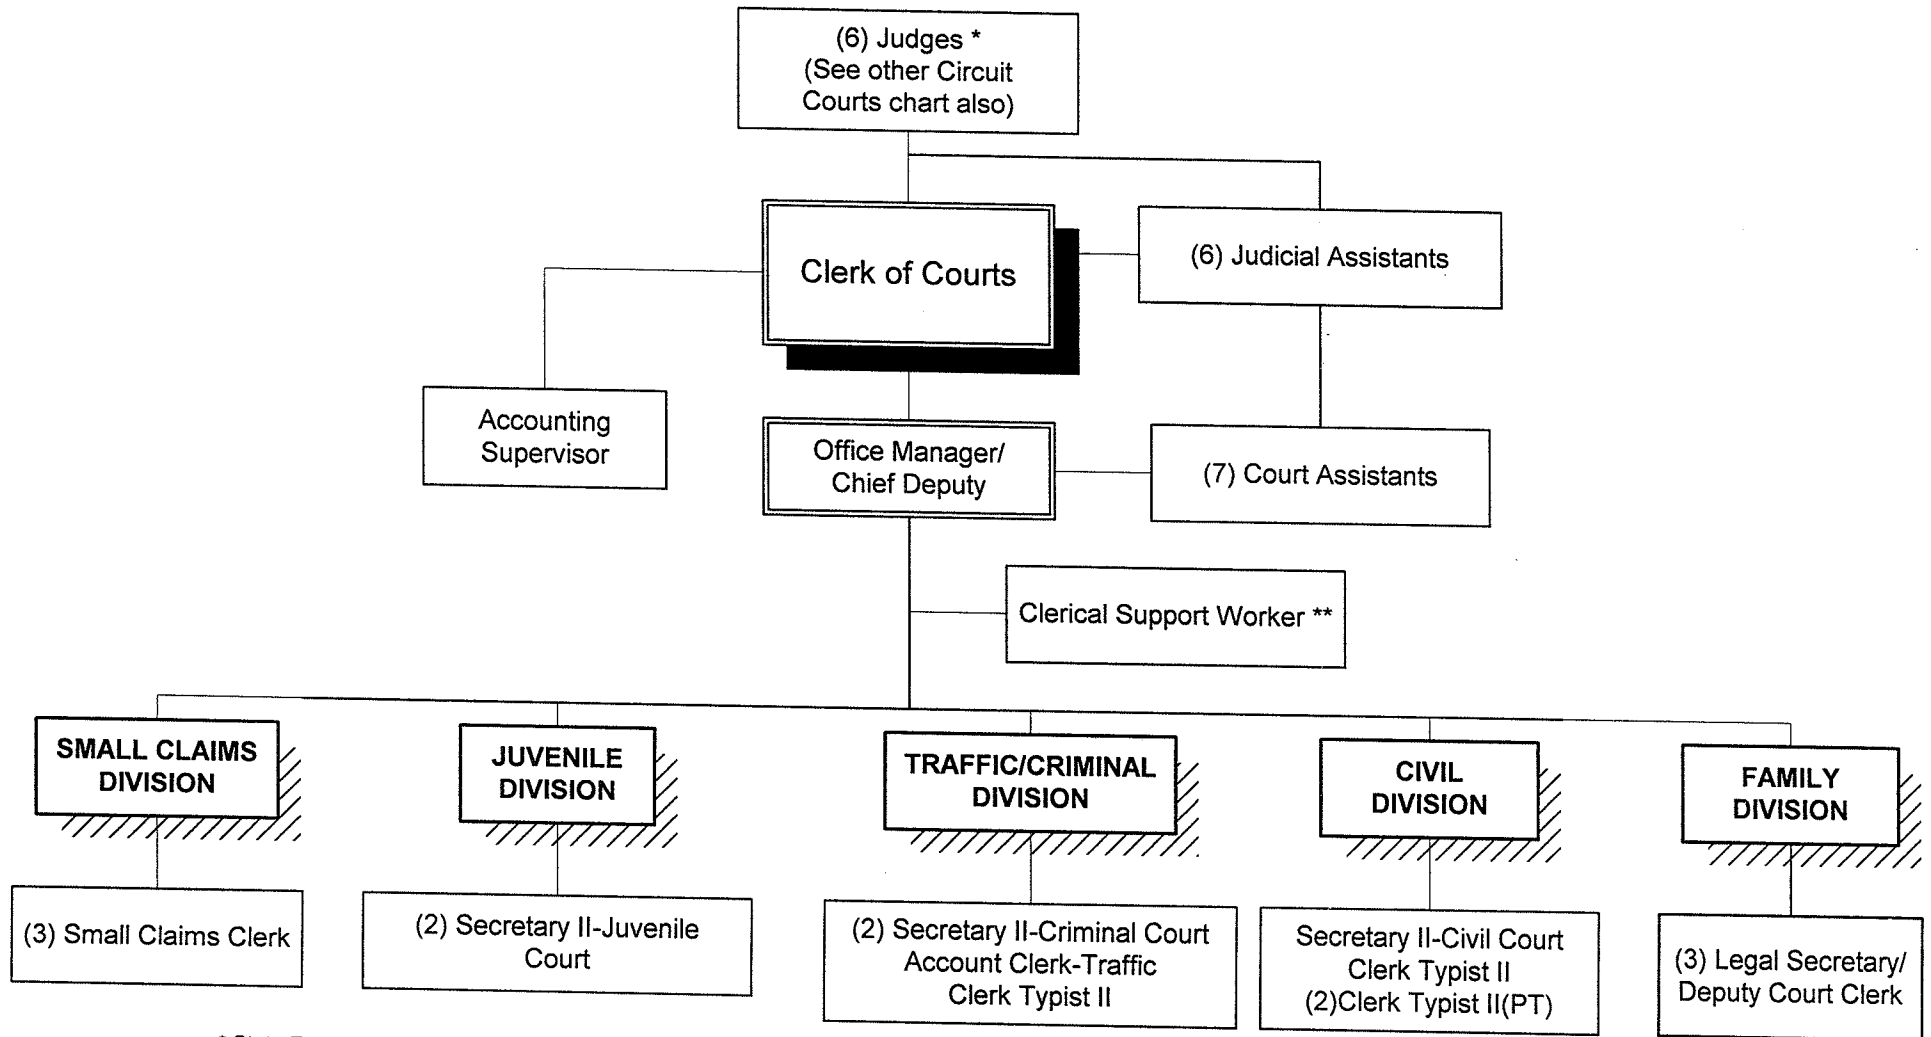 (6) Judges *
(See other Circuit
Courts chart also)
Clerk of Courts
(6) Judicial Assistants
Accounting
Supervisor
Office Manager/
Chief Deputy
(7) Court Assistants
Clerical Support Worker **
SMALL CLAIMS
DIVISION
JUVENILE
DIVISION
TRAFFIC/CRIMINAL
DIVISION
CIVIL
DIVISION
FAMILY
DIVISION
(3) Small Claims Clerk
(2) Secretary II-Juvenile
Court
(2) Secretary II-Criminal Court
Account Clerk-Traffic
Clerk Typist II
Secretary II-Civil Court
Clerk Typist II
(2)Clerk Typist II(PT)
(3) Legal Secretary/
Deputy Court Clerk